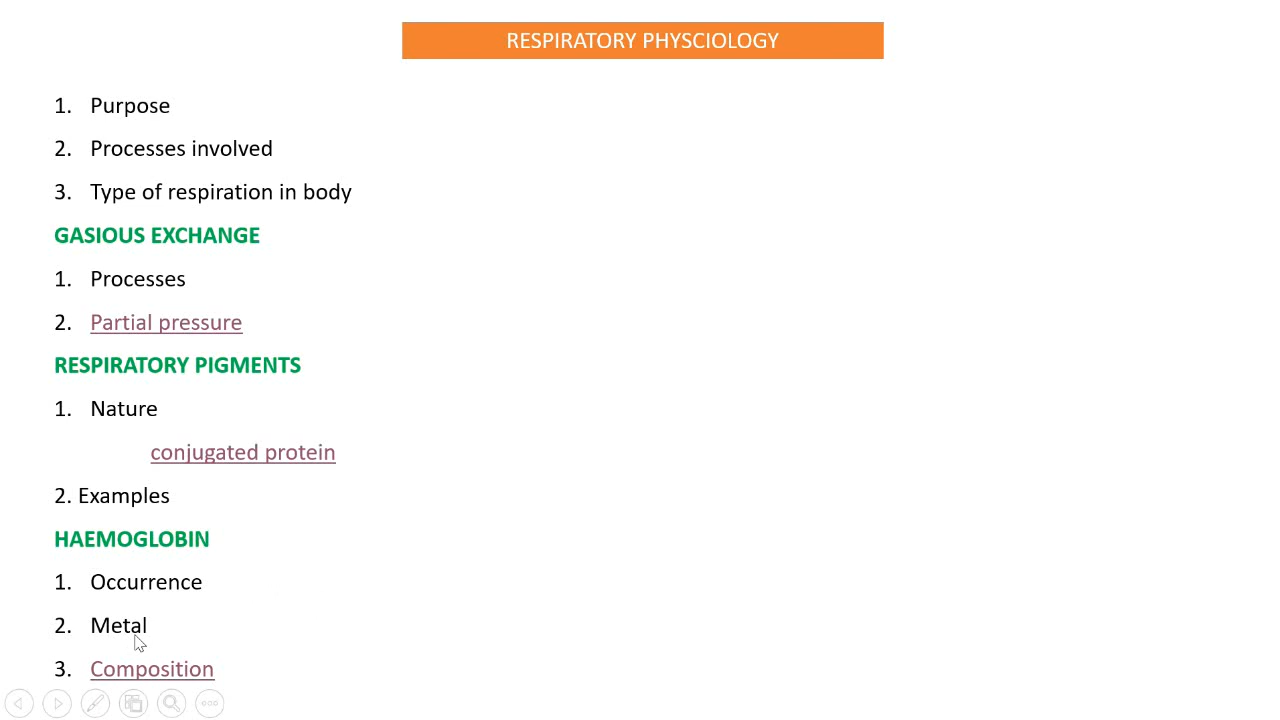 RESPIRATORY PHYSCIOLOGY
1. Purpose
2. Processes involved
3. Type of respiration in body
GASIOUS EXCHANGE
1. Processes
2. Partial pressure
RESPIRATORY PIGMENTS
1. Nature
conjugated protein
2. Examples
HAEMOGLOBIN
1. Occurrence
2. Metal
3. Composition